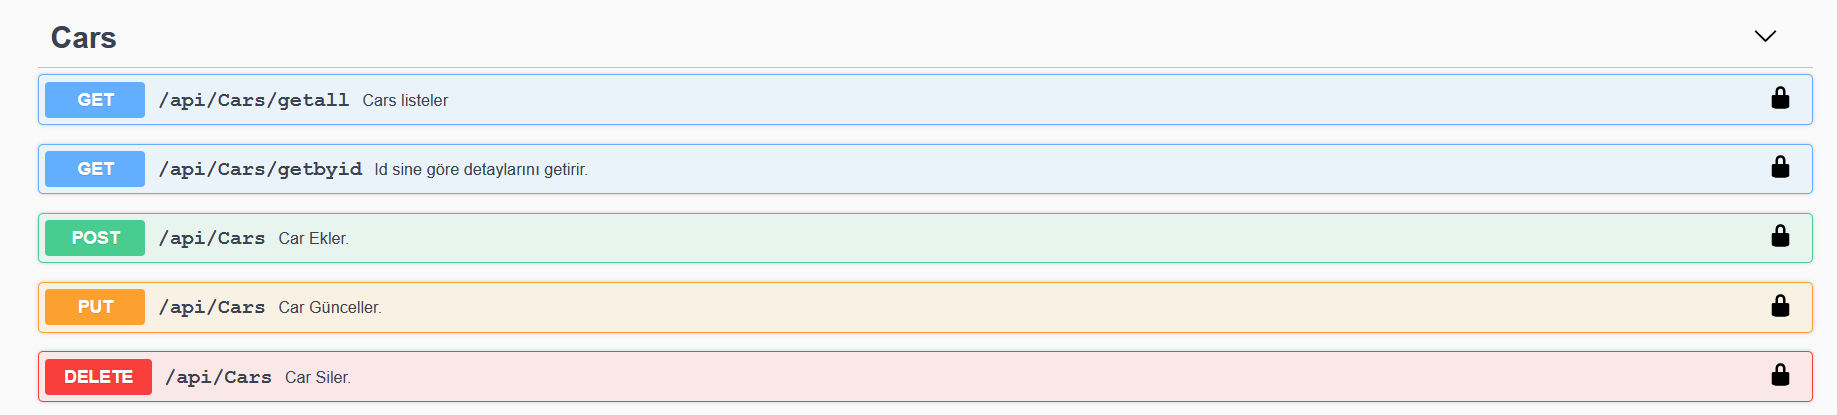 Cars
GET /api/Cars/getall Cars listeler
GET /api/Cars/getbyid Id sine göre detaylarını getirir.
POST /api/Cars Car Ekler.
PUT /api/Cars Car Günceller.
DELETE /api/Cars Car Siler.